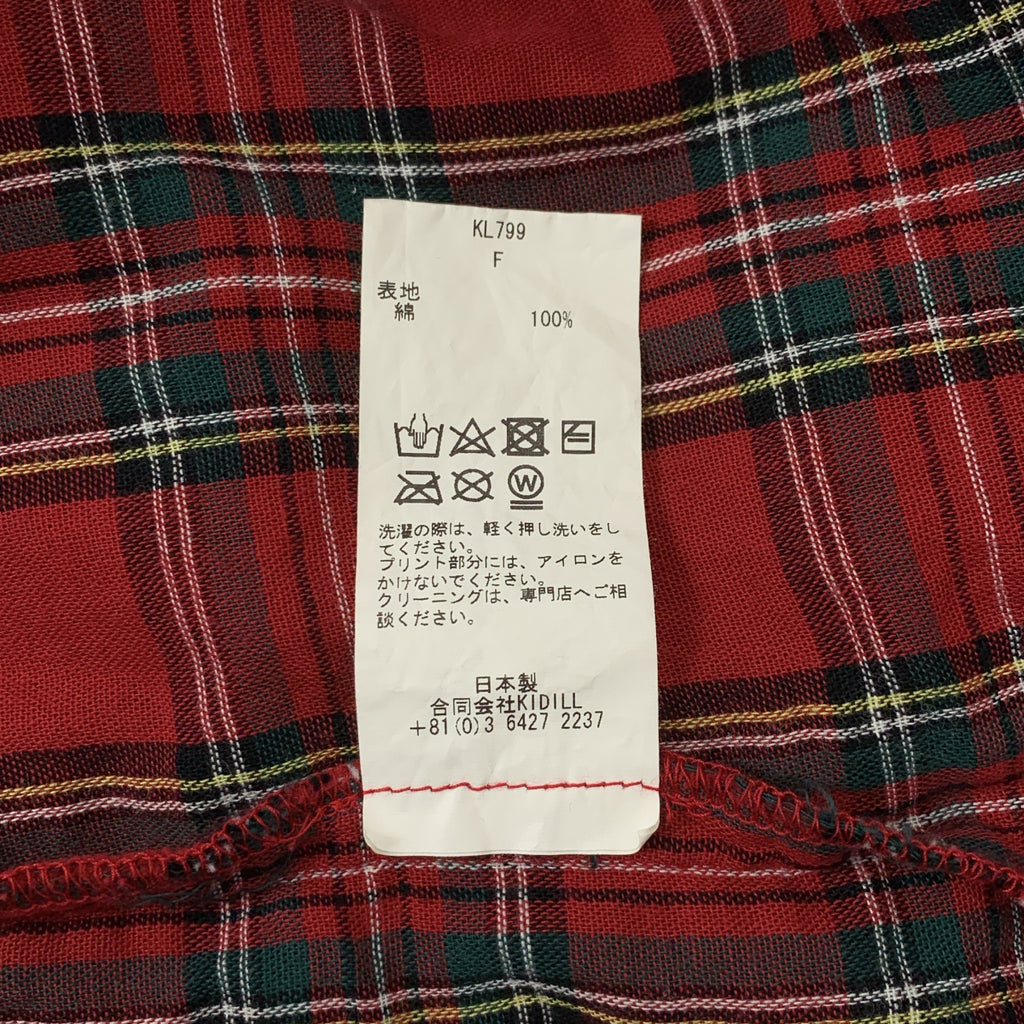 KL799
F
表地
綿 100%
W
洗濯の際は、軽く押し洗いをし
てください。
プリント部分には、アイロンを
かけないでください。
クリーニングは、専門店へご相
談ください。
日本製
合同会社KIDILL
+81(0)3 6427 2237